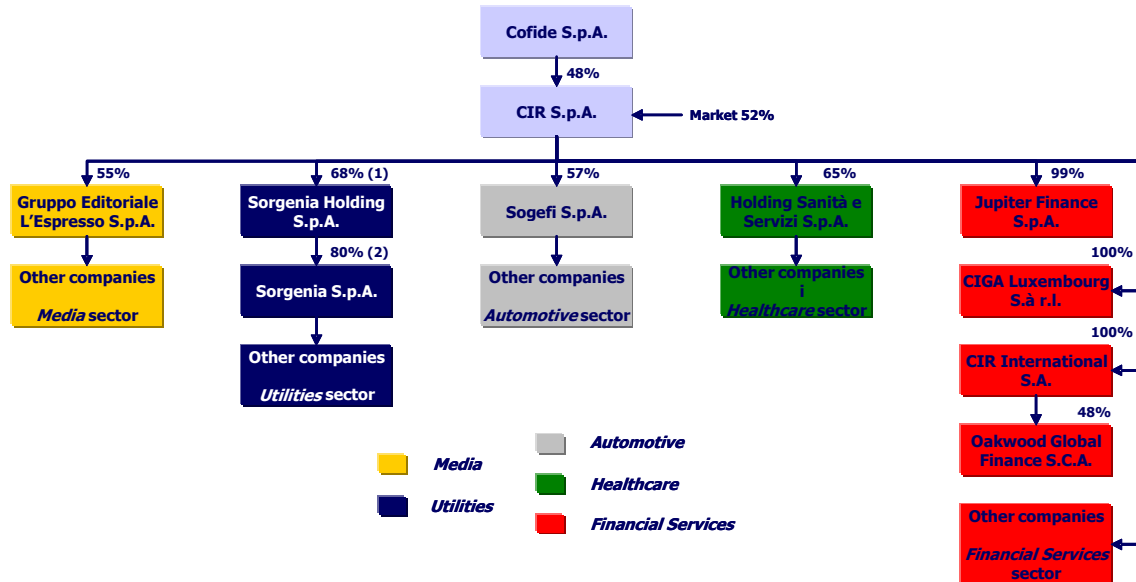 Cofide S.p.A.
48%
CIR S.p.A.
Market 52%
55%
68% (1)
57%
65%
99%
Gruppo Editoriale
L'Espresso S.p.A.
Sorgenia Holding
S.p.A.
Sogefi S.p.A.
Holding Sanità e
Servizi S.p.A.
Jupiter Finance
S.p.A.
80% (2)
100%
Other companies
Media sector
Sorgenia S.p.A.
Other companies
Automotive sector
Other companies
i
Healthcare sector
CIGA Luxembourg
S.à r.l.
100%
Other companies
Utilities sector
CIR International
S.A.
48%
Oakwood Global
Finance S.C.A.
Media
Utilities
Automotive
Healthcare
Financial Services
Other companies
Financial Services
sector